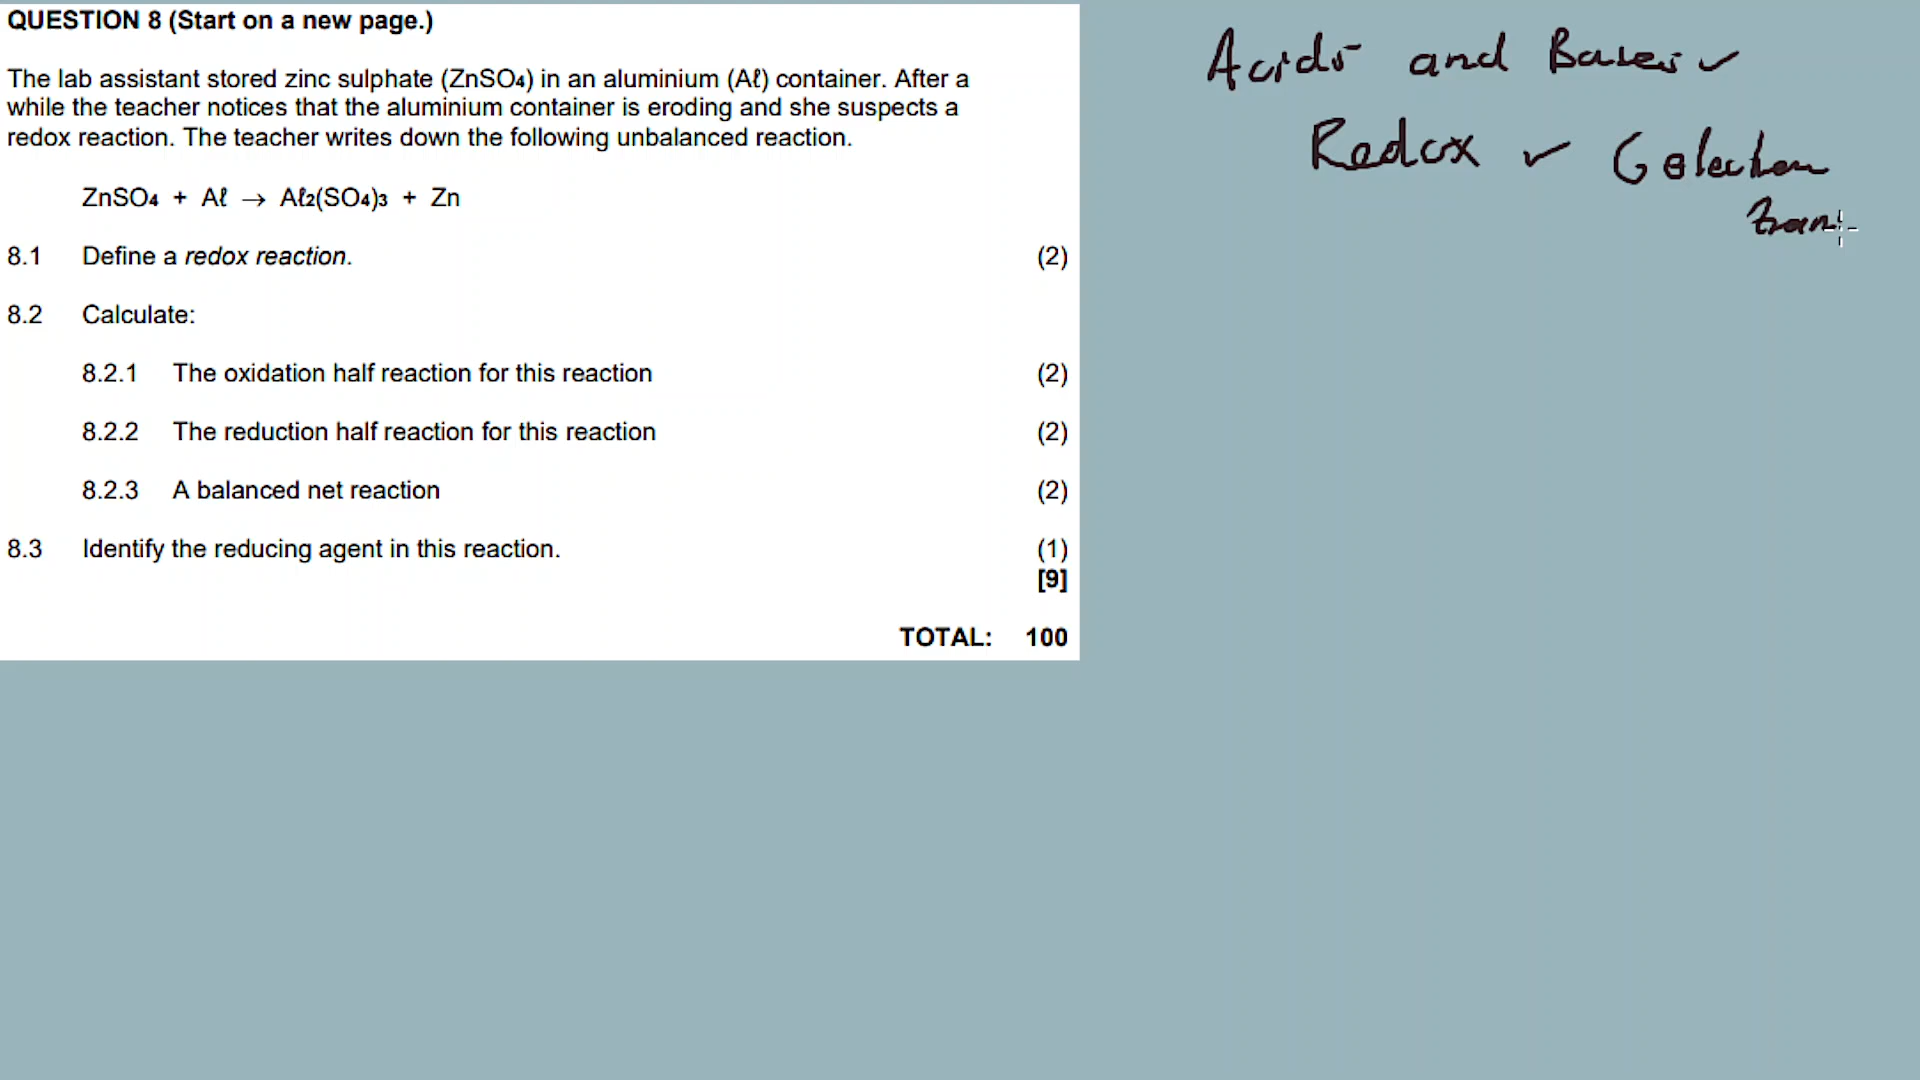 QUESTION 8 (Start on a new page.)
The lab assistant stored zinc sulphate (ZnSO4) in an aluminium (Aℓ) container. After a
while the teacher notices that the aluminium container is eroding and she suspects a
redox reaction. The teacher writes down the following unbalanced reaction.
ZnSO4 + Aℓ → Aℓ2(SO4)3 + Zn
8.1 Define a redox reaction. (2)
8.2 Calculate:
8.2.1 The oxidation half reaction for this reaction (2)
8.2.2 The reduction half reaction for this reaction (2)
8.2.3 A balanced net reaction (2)
8.3 Identify the reducing agent in this reaction. (1)
[9]
TOTAL: 100
Acids and Bases ✓
Redox ✓ electron
tran